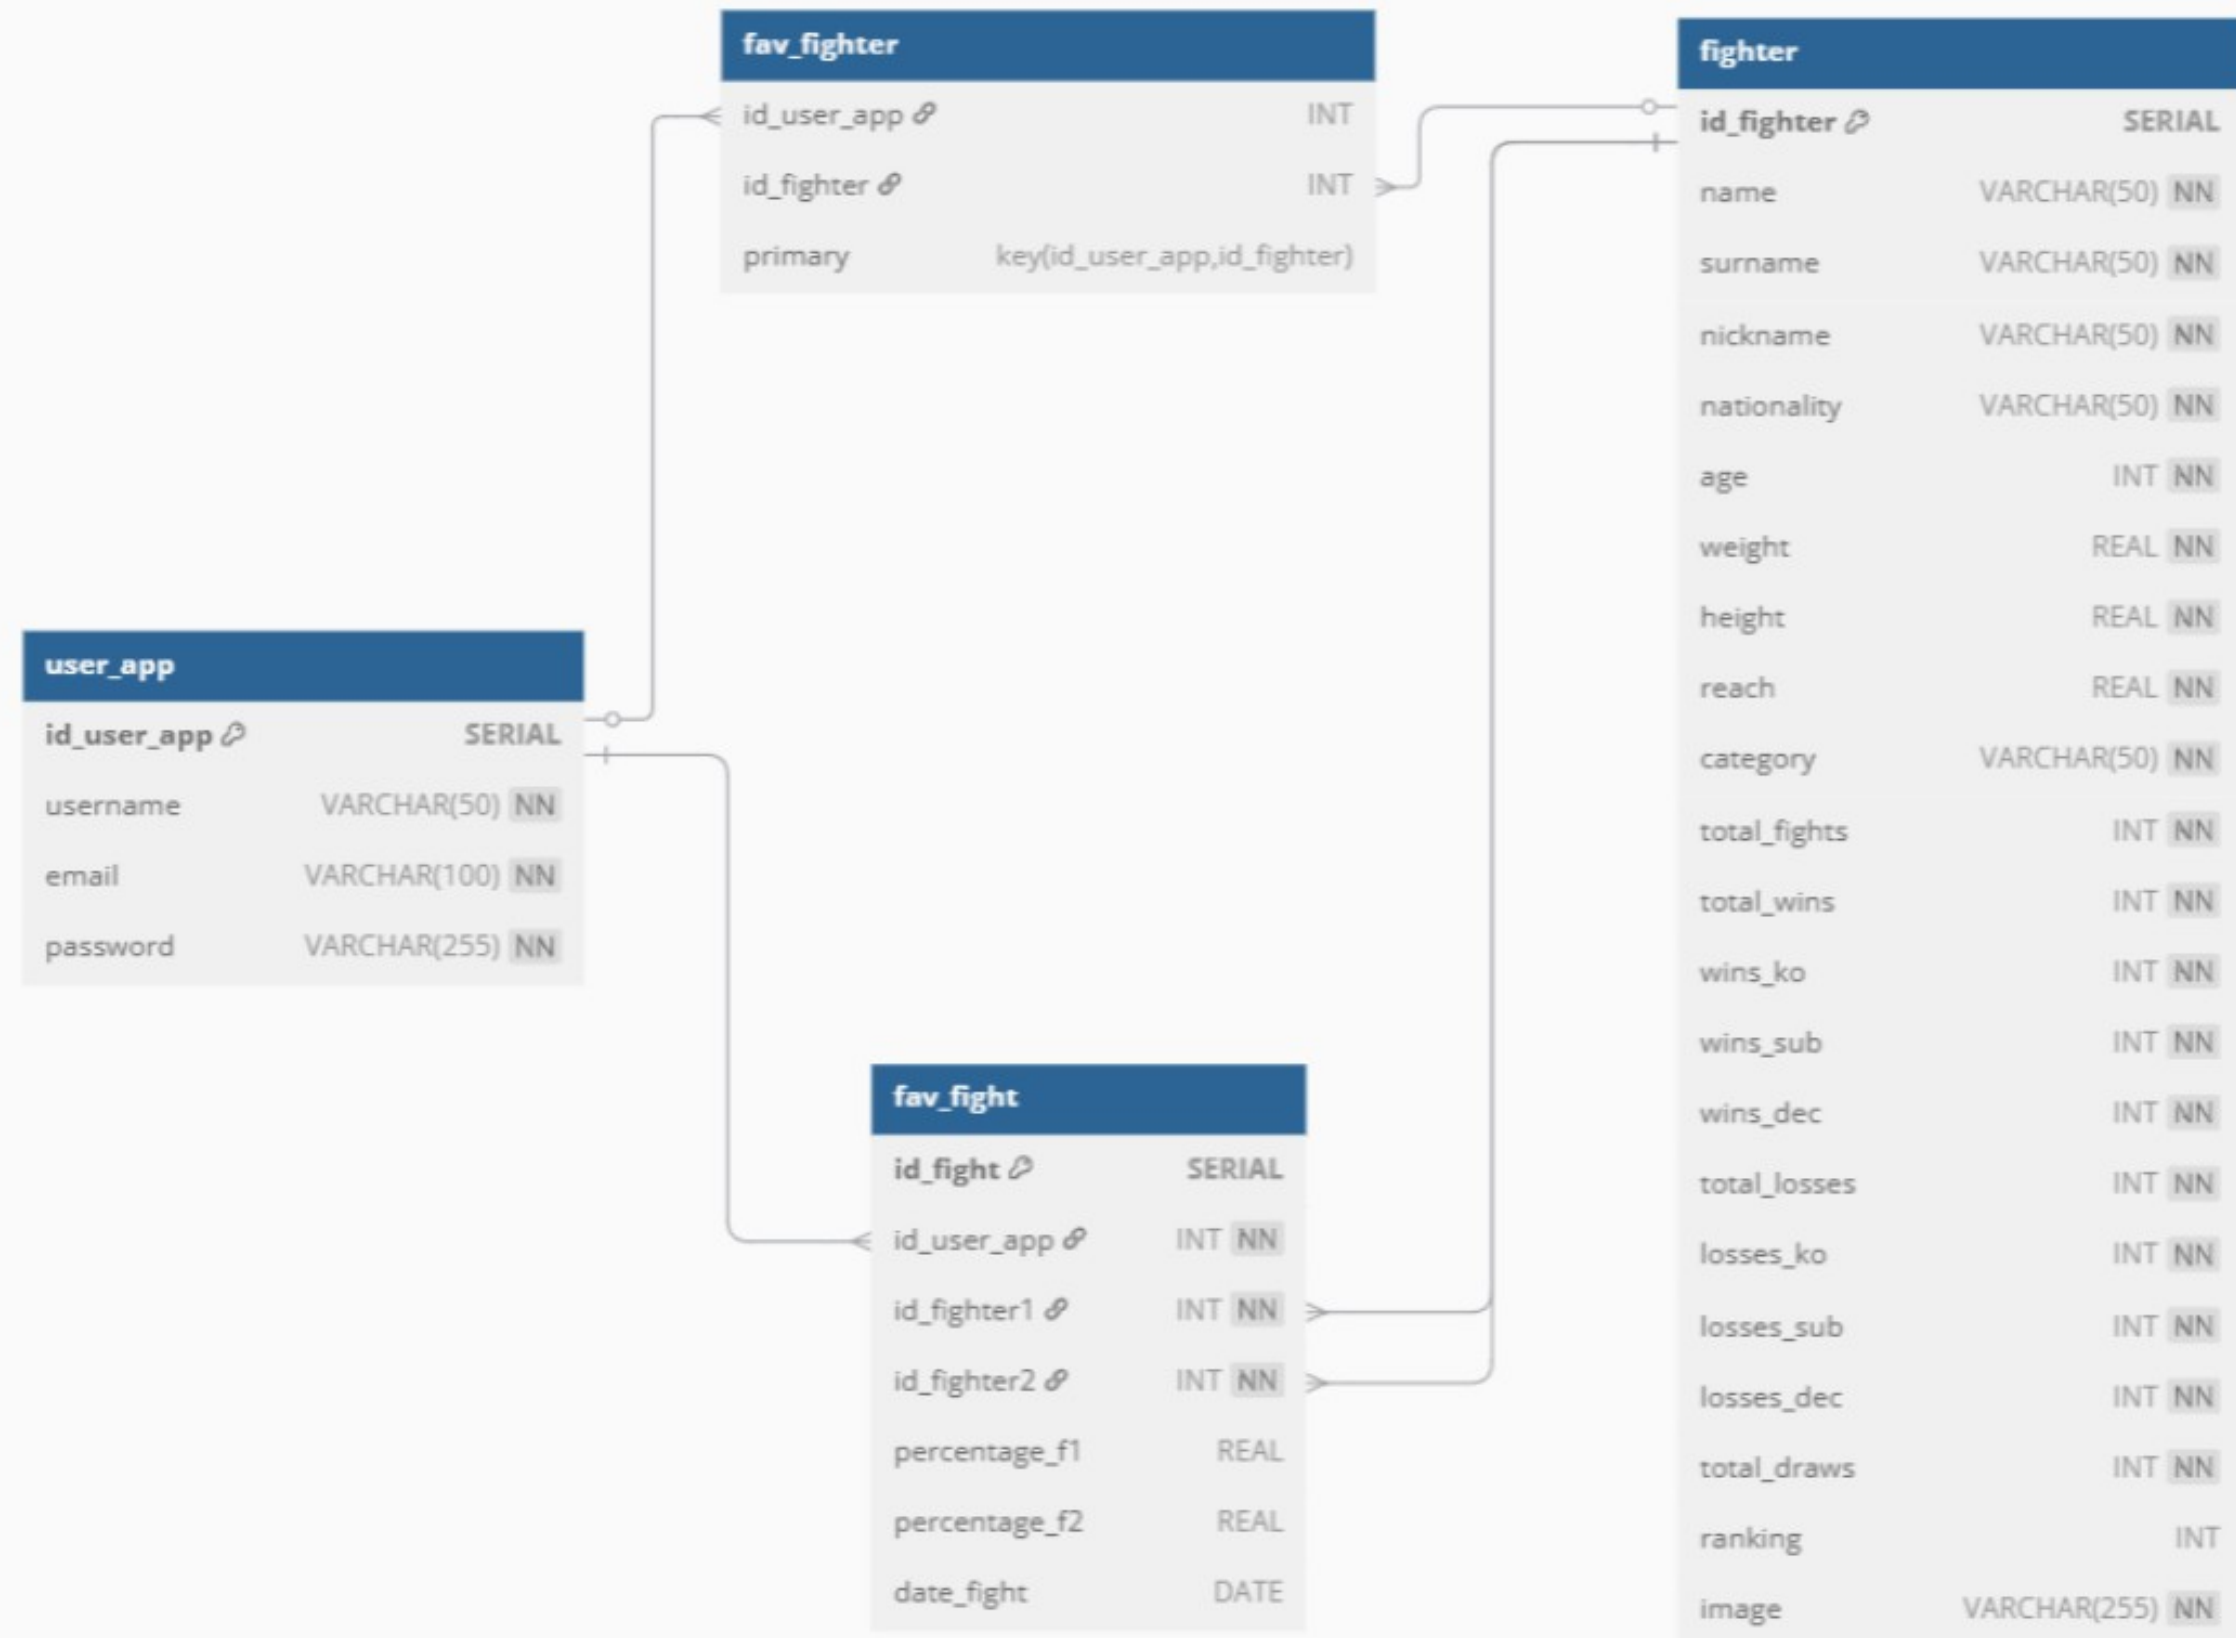 fav_fighter
id_user_app INT
id_fighter INT
primary key(id_user_app,id_fighter)
fighter
id_fighter SERIAL
name VARCHAR(50) NN
surname VARCHAR(50) NN
nickname VARCHAR(50) NN
nationality VARCHAR(50) NN
age INT NN
weight REAL NN
height REAL NN
reach REAL NN
category VARCHAR(50) NN
total_fights INT NN
total_wins INT NN
wins_ko INT NN
wins_sub INT NN
wins_dec INT NN
total_losses INT NN
losses_ko INT NN
losses_sub INT NN
losses_dec INT NN
total_draws INT NN
ranking INT
image VARCHAR(255) NN
user_app
id_user_app SERIAL
username VARCHAR(50) NN
email VARCHAR(100) NN
password VARCHAR(255) NN
fav_fight
id_fight SERIAL
id_user_app INT NN
id_fighter1 INT NN
id_fighter2 INT NN
percentage_f1 REAL
percentage_f2 REAL
date_fight DATE